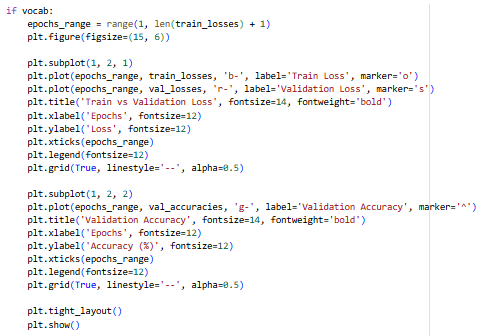 if vocab:
    epochs_range = range(1, len(train_losses) + 1)
    plt.figure(figsize=(15, 6))

    plt.subplot(1, 2, 1)
    plt.plot(epochs_range, train_losses, 'b-', label='Train Loss', marker='o')
    plt.plot(epochs_range, val_losses, 'r-', label='Validation Loss', marker='s')
    plt.title('Train vs Validation Loss', fontsize=14, fontweight='bold')
    plt.xlabel('Epochs', fontsize=12)
    plt.ylabel('Loss', fontsize=12)
    plt.xticks(epochs_range)
    plt.legend(fontsize=12)
    plt.grid(True, linestyle='--', alpha=0.5)

    plt.subplot(1, 2, 2)
    plt.plot(epochs_range, val_accuracies, 'g-', label='Validation Accuracy', marker='^')
    plt.title('Validation Accuracy', fontsize=14, fontweight='bold')
    plt.xlabel('Epochs', fontsize=12)
    plt.ylabel('Accuracy (%)', fontsize=12)
    plt.xticks(epochs_range)
    plt.legend(fontsize=12)
    plt.grid(True, linestyle='--', alpha=0.5)

    plt.tight_layout()
    plt.show()